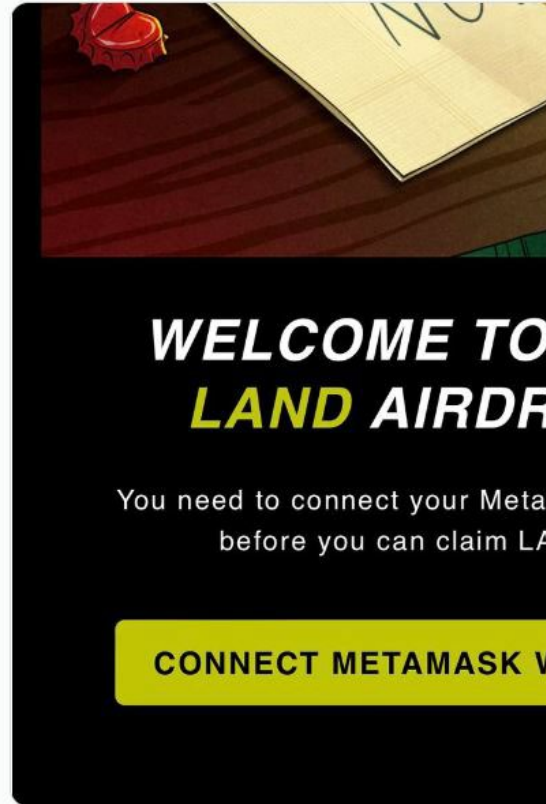 WELCOME TO
LAND AIRDR
You need to connect your Meta
before you can claim LA
CONNECT METAMASK W